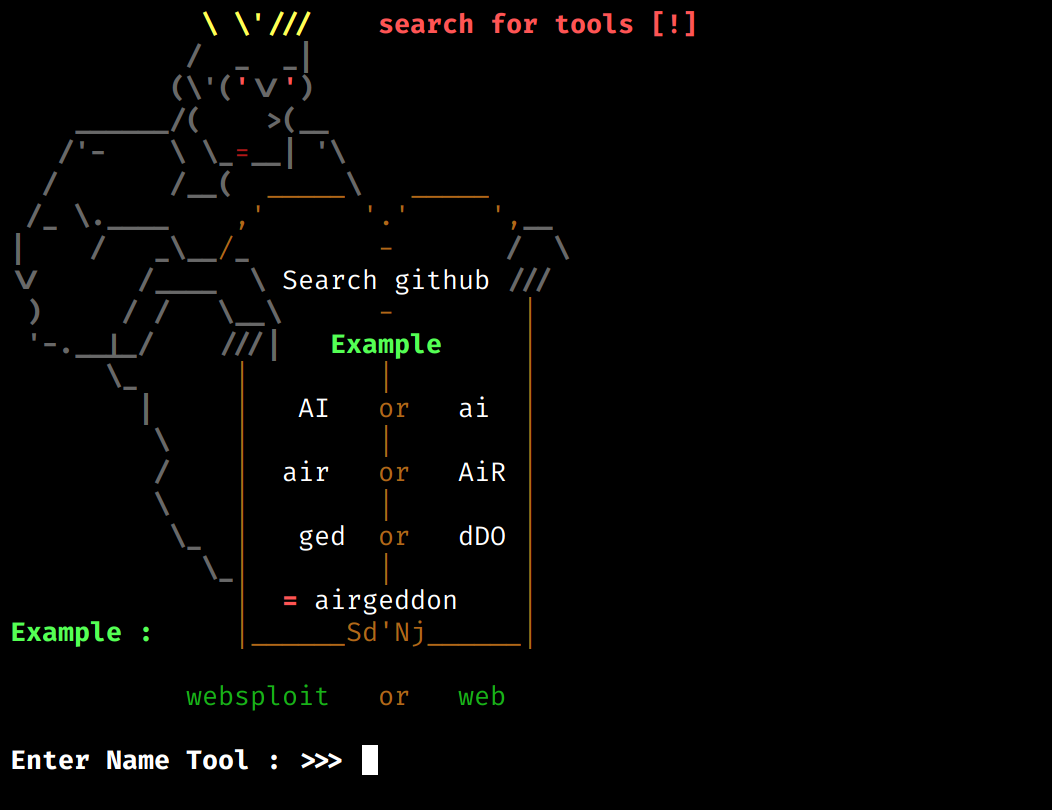 search for tools [!]
Search github
Example
AI or ai
air or AiR
ged or dDO
= airgeddon
Example :
Sd'Nj
websploit or web
Enter Name Tool : >>>